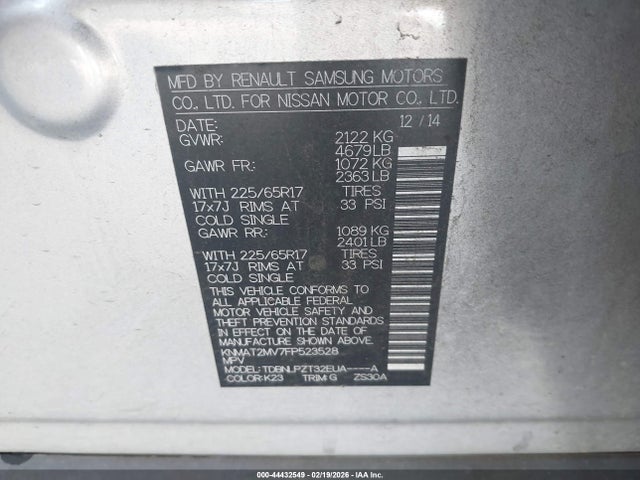 MFD BY RENAULT SAMSUNG MOTORS
CO., LTD. FOR NISSAN MOTOR CO., LTD.
DATE: 12/14
GVWR: 2122 KG
4679 LB
GAWR FR: 1072 KG
2363 LB
WITH 225/65R17 TIRES
17x7J RIMS AT 33 PSI
COLD SINGLE
GAWR RR: 1089 KG
2401 LB
WITH 225/65R17 TIRES
17x7J RIMS AT 33 PSI
COLD SINGLE
THIS VEHICLE CONFORMS TO
ALL APPLICABLE FEDERAL
MOTOR VEHICLE SAFETY AND
THEFT PREVENTION STANDARDS
IN EFFECT ON THE DATE OF
MANUFACTURE SHOWN ABOVE.
KNMAT2MV7FP523528
MPV
MODEL: TDBNLPZT32EUA----A
COLOR: K23 TRIM: G ZS30A
000-44432549 - 02/19/2026 - IAA Inc.